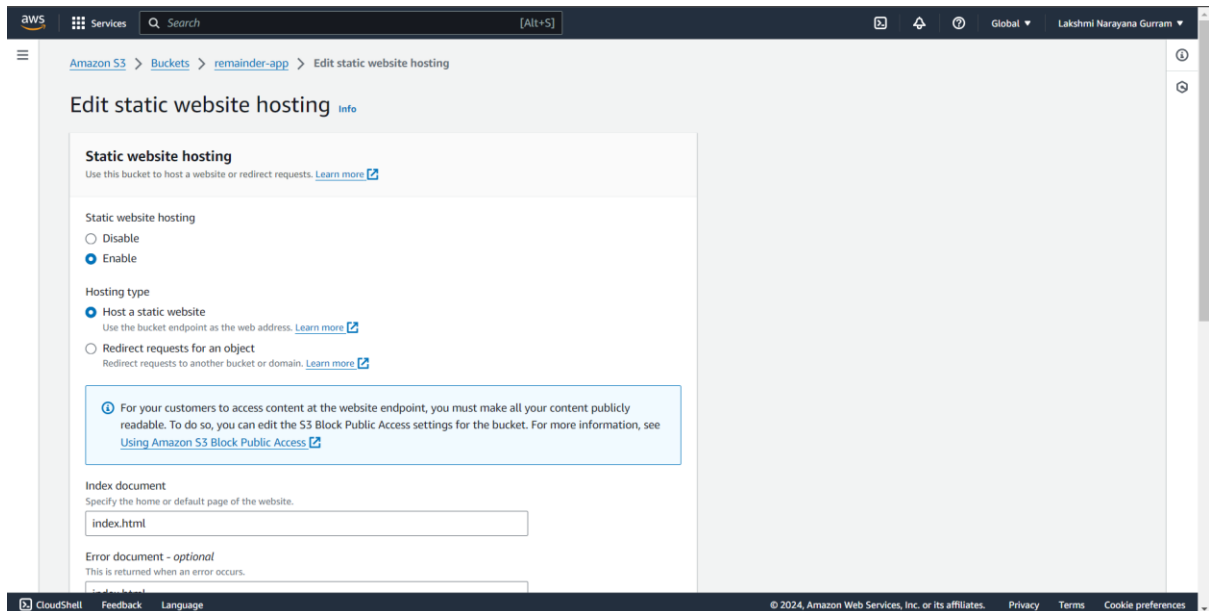 aws
Services
Search
[Alt+S]
Global ▼
Lakshmi Narayana Gurram ▼
Amazon S3 > Buckets > remainder-app > Edit static website hosting
Edit static website hosting Info
Static website hosting
Use this bucket to host a website or redirect requests. Learn more
Static website hosting
Disable
Enable
Hosting type
Host a static website
Use the bucket endpoint as the web address. Learn more
Redirect requests for an object
Redirect requests to another bucket or domain. Learn more
For your customers to access content at the website endpoint, you must make all your content publicly
readable. To do so, you can edit the S3 Block Public Access settings for the bucket. For more information, see
Using Amazon S3 Block Public Access
Index document
Specify the home or default page of the website.
index.html
Error document - optional
This is returned when an error occurs.
index.html
CloudShell Feedback Language
© 2024, Amazon Web Services, Inc. or its affiliates. Privacy Terms Cookie preferences